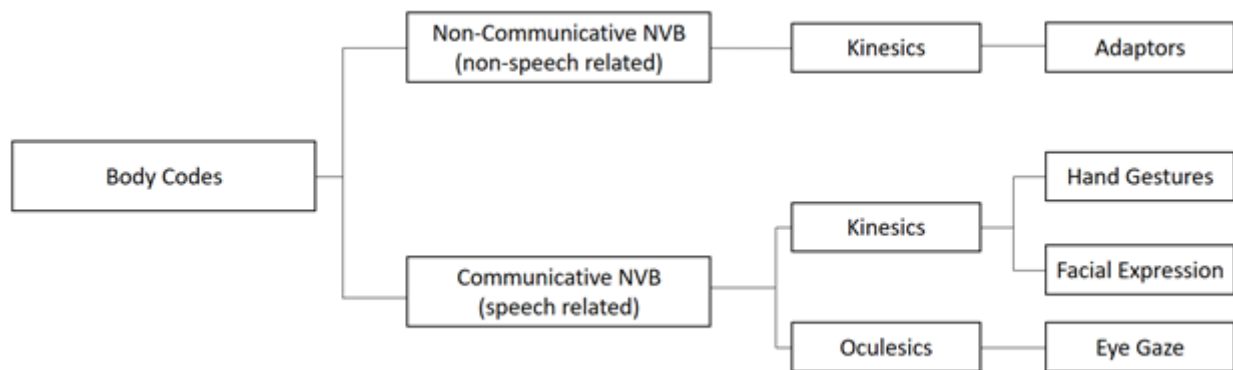 Non-Communicative NVB
(non-speech related)
Kinesics
Adaptors
Body Codes
Hand Gestures
Kinesics
Communicative NVB
(speech related)
Facial Expression
Oculesics
Eye Gaze